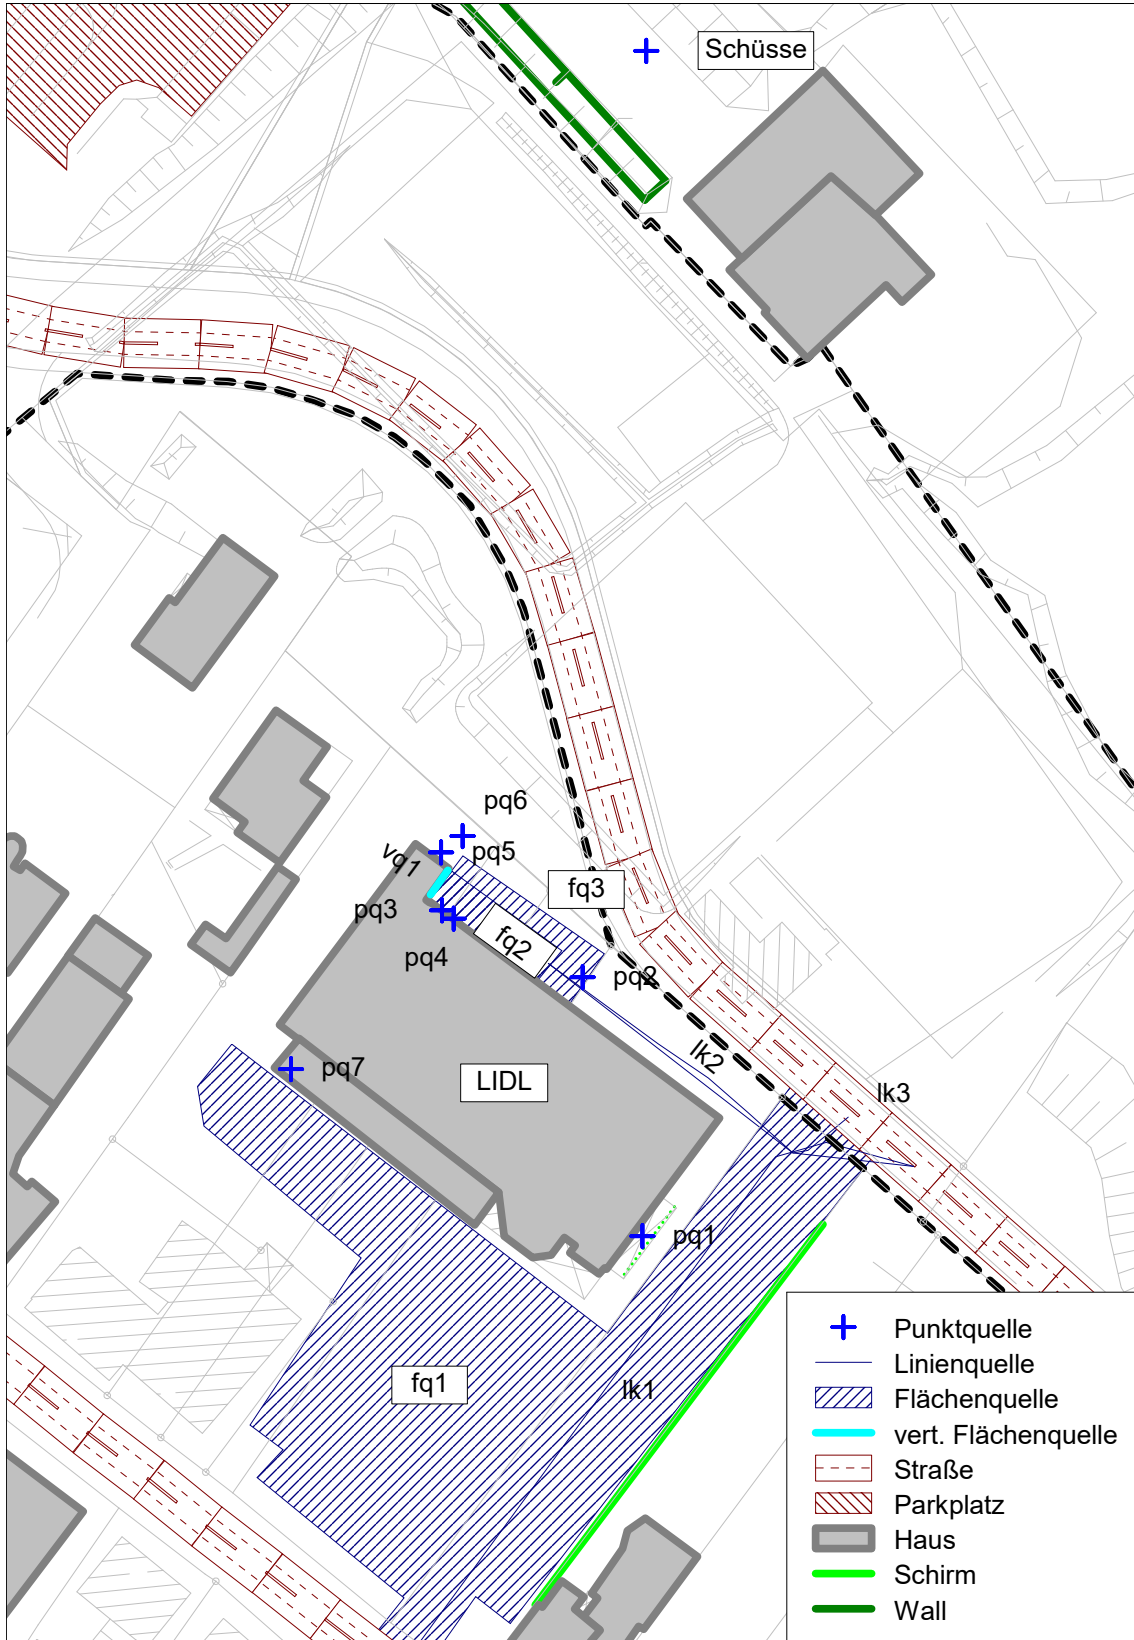 Schüsse
pq6
vq1
pq5
fq3
pq3
fq2
pq4
pq2
lk2
pq7
LIDL
lk3
pq1
fq1
lk1
Punktquelle
Linienquelle
Flächenquelle
vert. Flächenquelle
Straße
Parkplatz
Haus
Schirm
Wall